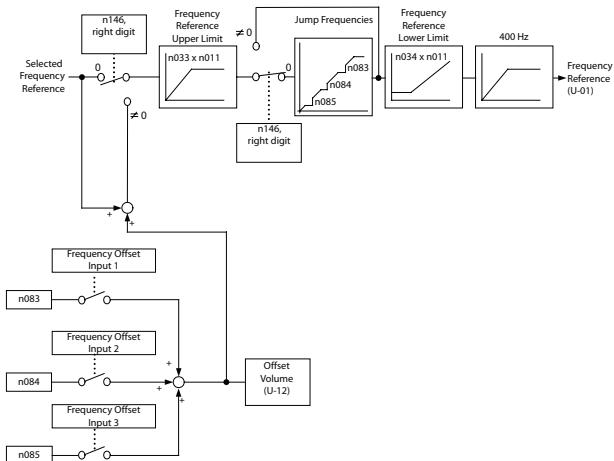 n146,
right digit
Frequency
Reference
Upper Limit
≠ 0
Jump Frequencies
Frequency
Reference
Lower Limit
400 Hz
Selected
Frequency
Reference
0
n033 x n011
0
n083
n084
n085
n034 x n011
Frequency
Reference
(U-01)
≠ 0
n146,
right digit
+
+
Frequency Offset
Input 1
n083
Frequency Offset
Input 2
+
n084
+
+
Offset
Volume
(U-12)
Frequency Offset
Input 3
n085